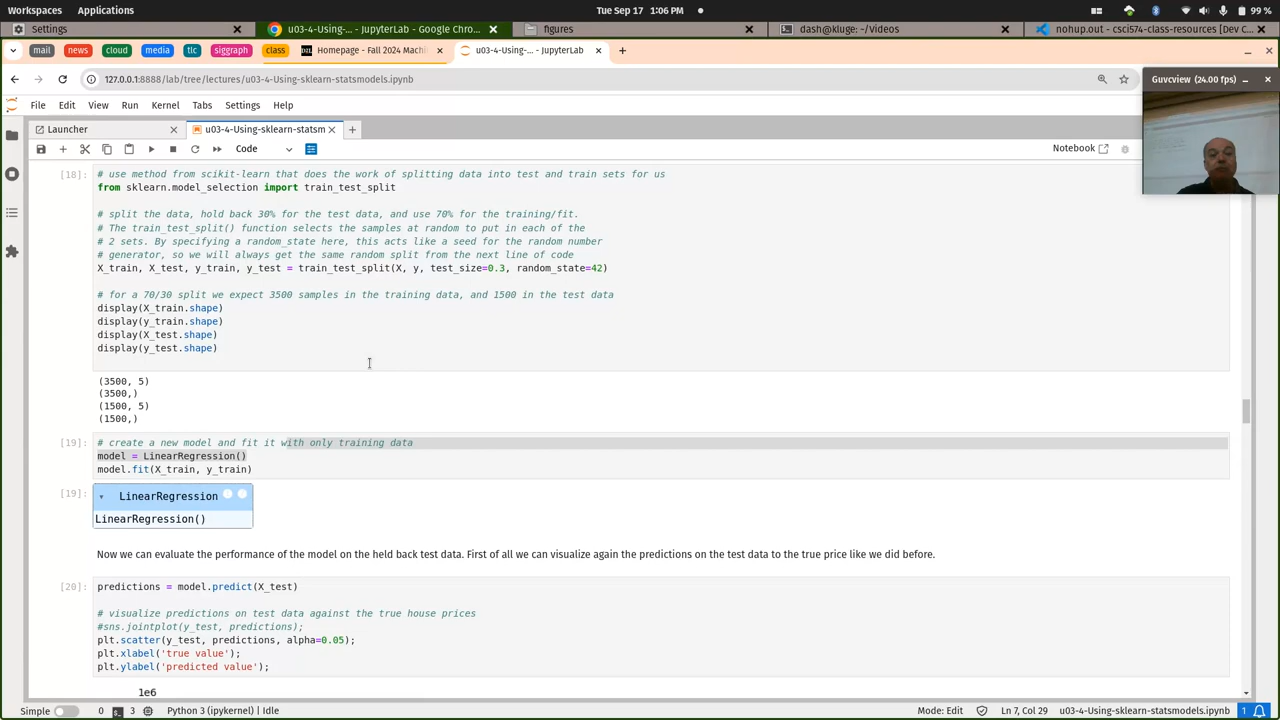 Workspaces Applications Tue Sep 17 1:06 PM 99 %
Settings u03-4-Using-... - JupyterLab - Google Chro... figures dash@kluge: ~/videos nohup.out - csci574-class-resources [Dev C...
mail news cloud media tlc siggraph class Homepage - Fall 2024 Machi u03-4-Using-... - JupyterLab
127.0.0.1:8888/lab/tree/lectures/u03-4-Using-sklearn-statsmodels.ipynb
Guvcview (24.00 fps)
File Edit View Run Kernel Tabs Settings Help
Launcher u03-4-Using-sklearn-statsm
Code Notebook
[18]: # use method from scikit-learn that does the work of splitting data into test and train sets for us
from sklearn.model_selection import train_test_split
# split the data, hold back 30% for the test data, and use 70% for the training/fit.
# The train_test_split() function selects the samples at random to put in each of the
# 2 sets. By specifying a random_state here, this acts like a seed for the random number
# generator, so we will always get the same random split from the next line of code
X_train, X_test, y_train, y_test = train_test_split(X, y, test_size=0.3, random_state=42)
# for a 70/30 split we expect 3500 samples in the training data, and 1500 in the test data
display(X_train.shape)
display(y_train.shape)
display(X_test.shape)
display(y_test.shape)
(3500, 5)
(3500,)
(1500, 5)
(1500,)
[19]: # create a new model and fit it with only training data
model = LinearRegression()
model.fit(X_train, y_train)
[19]: LinearRegression
LinearRegression()
Now we can evaluate the performance of the model on the held back test data. First of all we can visualize again the predictions on the test data to the true price like we did before.
[20]: predictions = model.predict(X_test)
# visualize predictions on test data against the true house prices
#sns.jointplot(y_test, predictions);
plt.scatter(y_test, predictions, alpha=0.05);
plt.xlabel('true value');
plt.ylabel('predicted value');
1e6
Simple 0 3 Python 3 (ipykernel) | Idle Mode: Edit Ln 7, Col 29 u03-4-Using-sklearn-statsmodels.ipynb 1